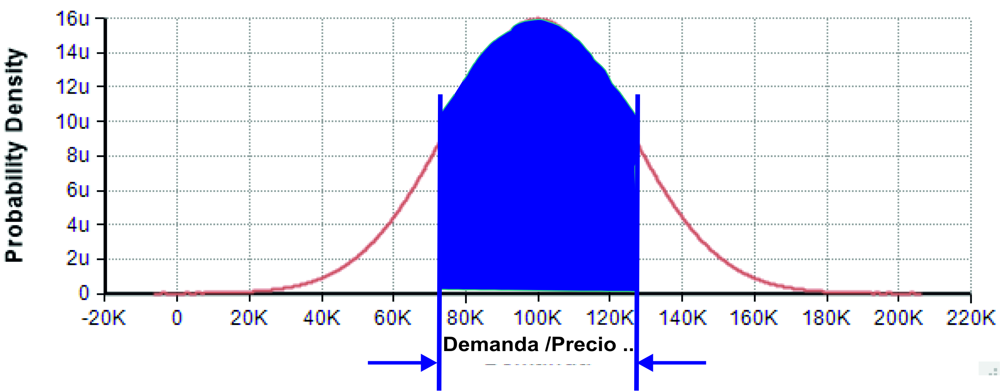 Probability Density
16u
14u
12u
10u
8u
6u
4u
2u
0
-20K 0 20K 40K 60K 80K 100K 120K 140K 160K 180K 200K 220K
Demanda /Precio ..